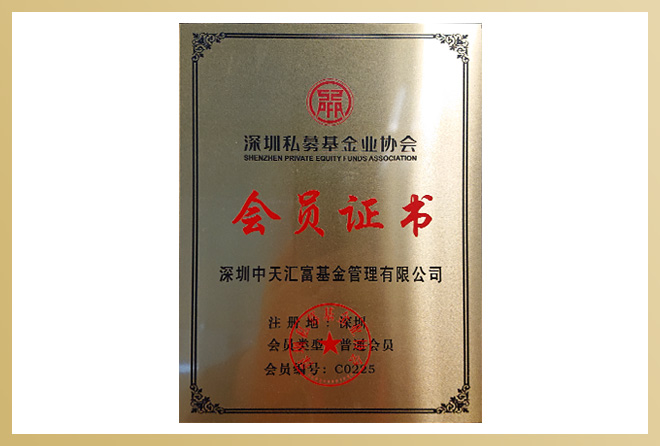 深圳私募基金业协会
SHENZHEN PRIVATE EQUITY FUNDS ASSOCIATION
会员证书
深圳中天汇富基金管理有限公司
注册地：深圳
会员类型：普通会员
会员编号：C0225